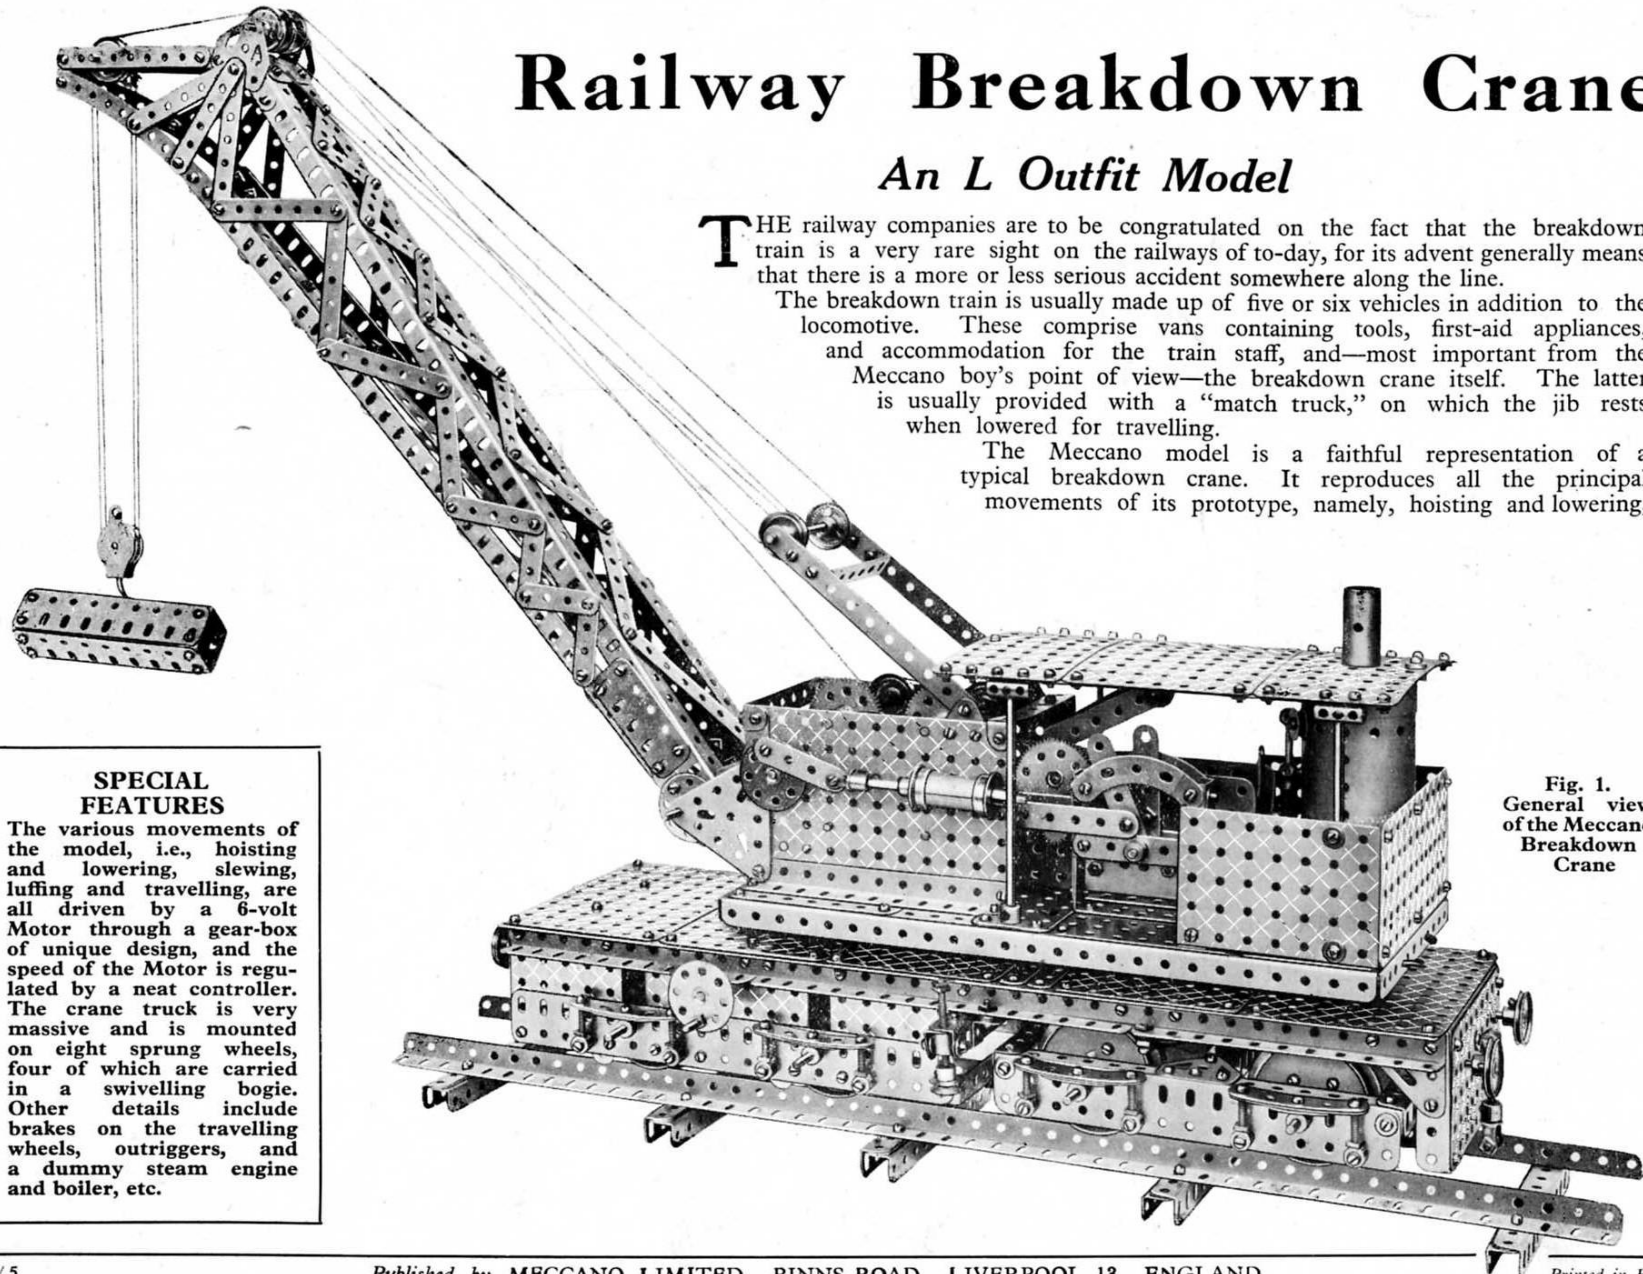 Railway Breakdown Crane
An L Outfit Model
THE railway companies are to be congratulated on the fact that the breakdown
train is a very rare sight on the railways of to-day, for its advent generally means
that there is a more or less serious accident somewhere along the line.
The breakdown train is usually made up of five or six vehicles in addition to the
locomotive. These comprise vans containing tools, first-aid appliances,
and accommodation for the train staff, and—most important from the
Meccano boy's point of view—the breakdown crane itself. The latter
is usually provided with a “match truck,” on which the jib rests
when lowered for travelling.
The Meccano model is a faithful representation of a
typical breakdown crane. It reproduces all the principal
movements of its prototype, namely, hoisting and lowering,
SPECIAL
FEATURES
The various movements of
the model, i.e., hoisting
and lowering, slewing,
luffing and travelling, are
all driven by a 6-volt
Motor through a gear-box
of unique design, and the
speed of the Motor is regu-
lated by a neat controller.
The crane truck is very
massive and is mounted
on eight sprung wheels,
four of which are carried
in a swivelling bogie.
Other details include
brakes on the travelling
wheels, outriggers, and
a dummy steam engine
and boiler, etc.
Fig. 1.
General view
of the Meccano
Breakdown
Crane
Published by MECCANO LIMITED, BINNS ROAD, LIVERPOOL 13, ENGLAND
Printed in